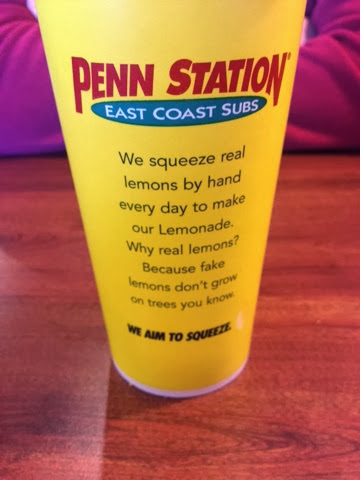 PENN STATION
EAST COAST SUBS
We squeeze real
lemons by hand
every day to make
our Lemonade.
Why real lemons?
Because fake
lemons don't grow
on trees you know.
WE AIM TO SQUEEZE.